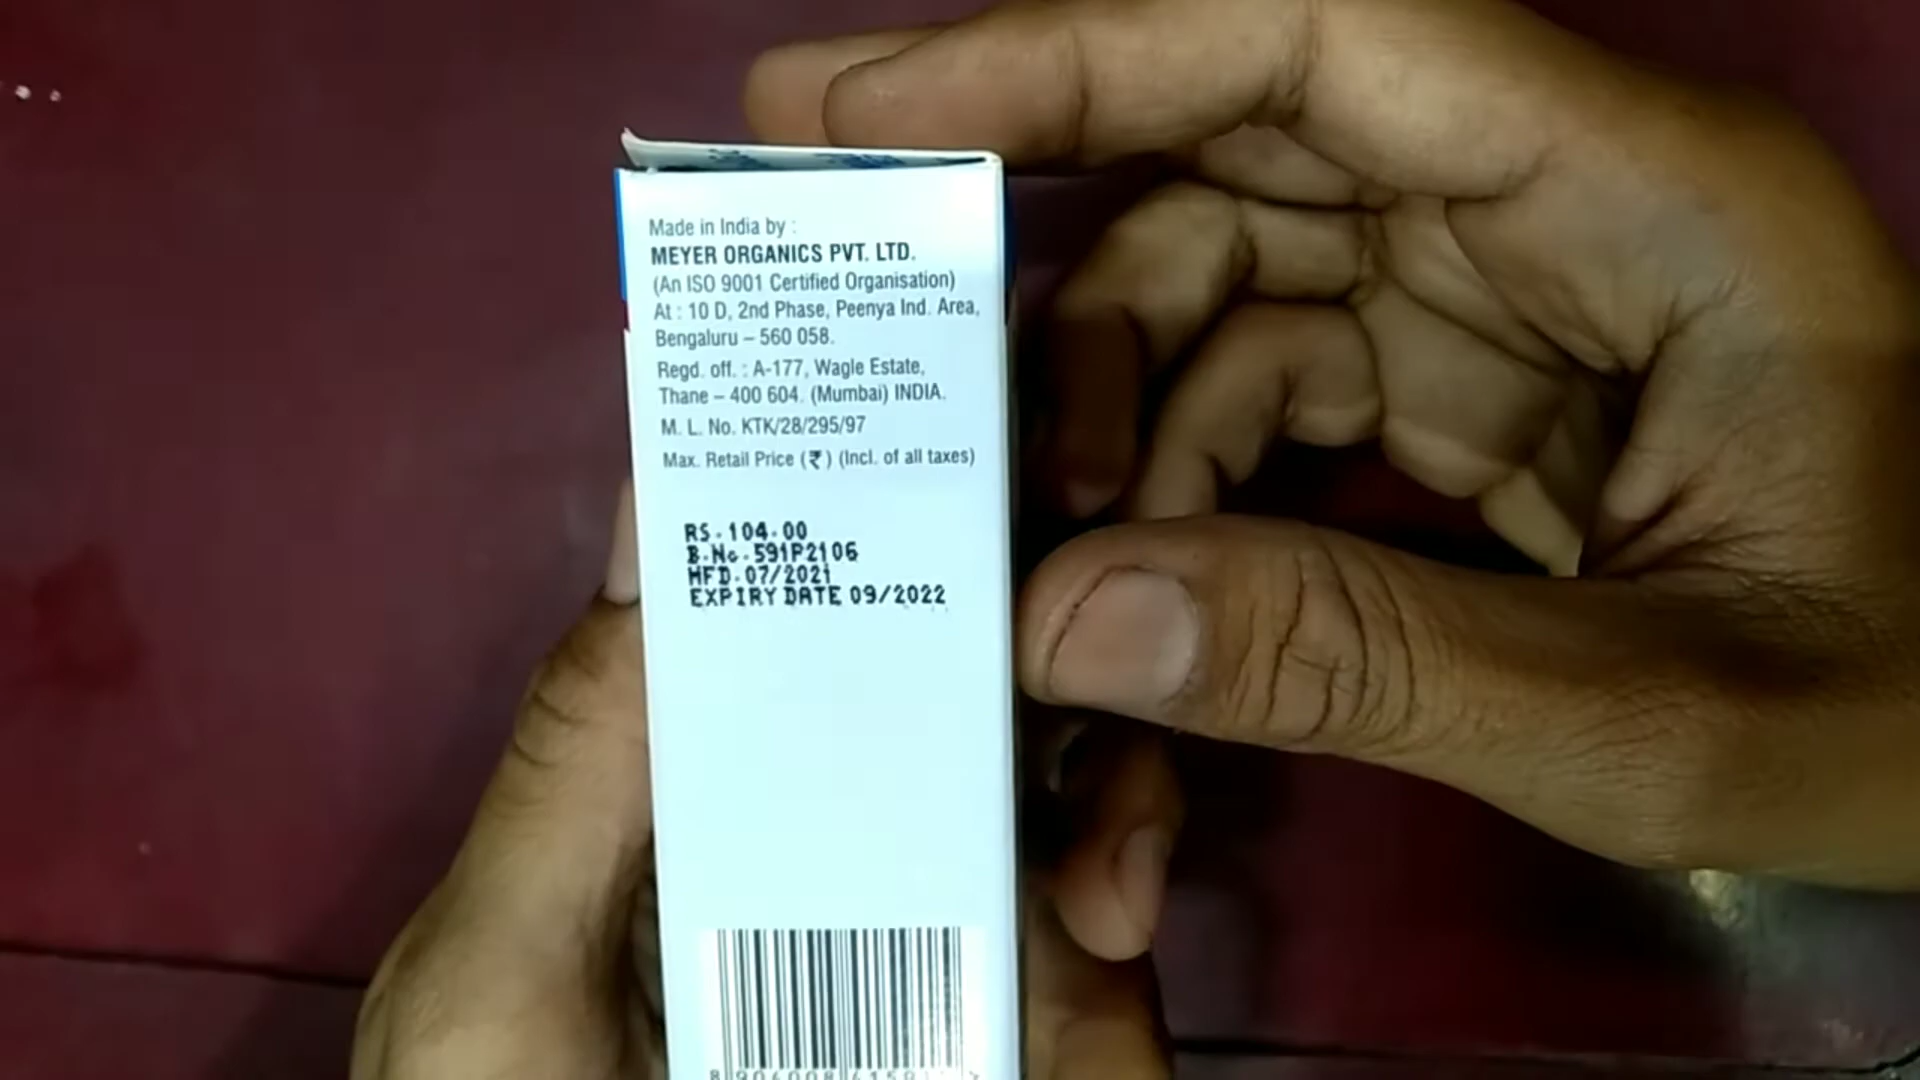 Made in India by :
MEYER ORGANICS PVT. LTD.
(An ISO 9001 Certified Organisation)
At : 10 D, 2nd Phase, Peenya Ind. Area,
Bengaluru – 560 058.
Regd. off. : A-177, Wagle Estate,
Thane – 400 604. (Mumbai) INDIA.
M. L. No. KTK/28/295/97
Max. Retail Price (₹) (Incl. of all taxes)
RS.104.00
B.No.591P2106
MFD.07/2021
EXPIRY DATE 09/2022